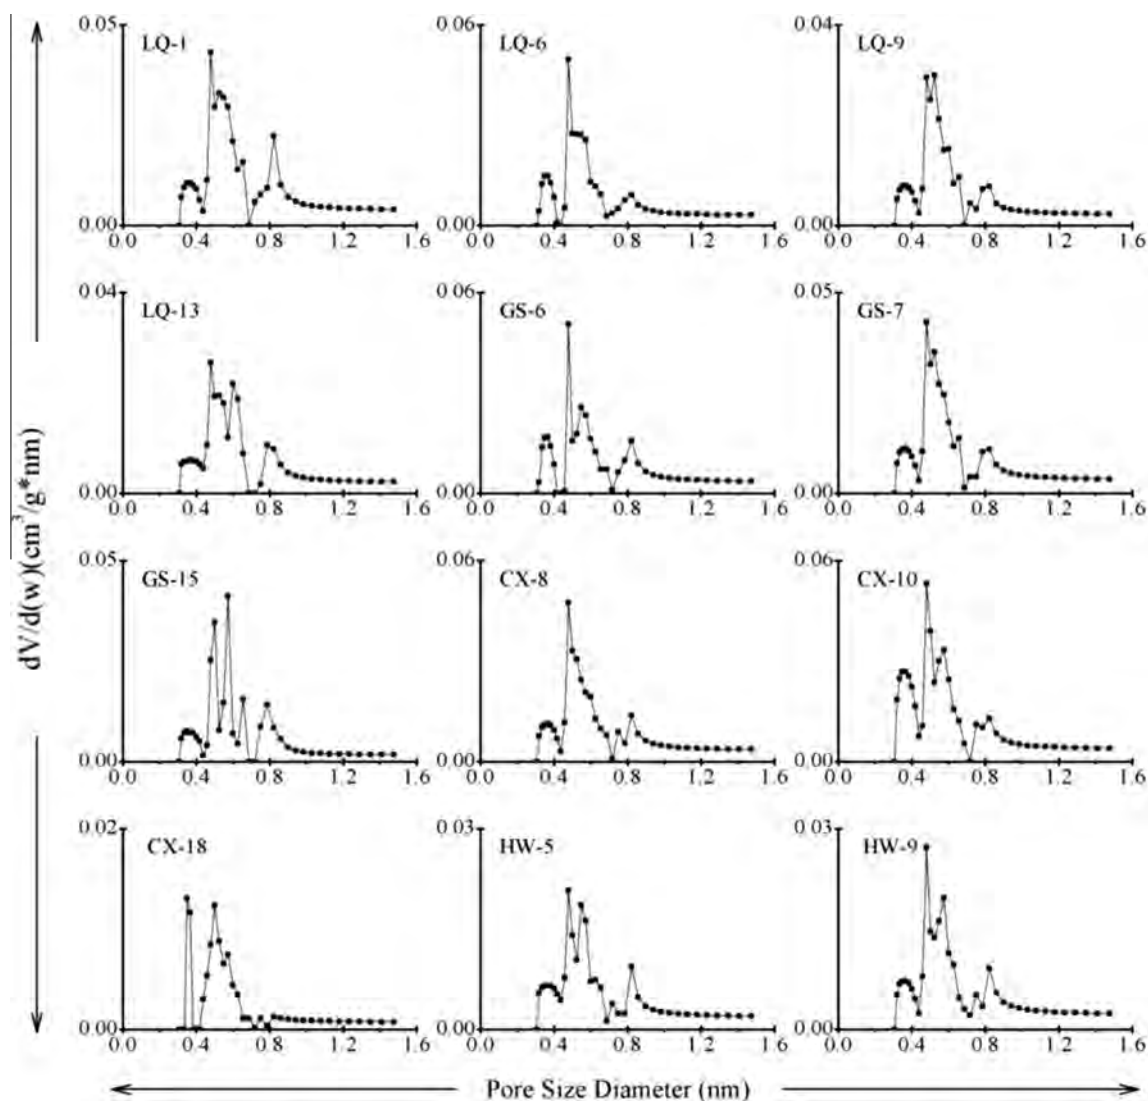 0.05
LQ-1
0.00
0.0 0.4 0.8 1.2 1.6
0.06
LQ-6
0.00
0.0 0.4 0.8 1.2 1.6
0.04
LQ-9
0.00
0.0 0.4 0.8 1.2 1.6
0.04
LQ-13
0.00
0.0 0.4 0.8 1.2 1.6
0.06
GS-6
0.00
0.0 0.4 0.8 1.2 1.6
0.05
GS-7
0.00
0.0 0.4 0.8 1.2 1.6
0.05
GS-15
0.00
0.0 0.4 0.8 1.2 1.6
0.06
CX-8
0.00
0.0 0.4 0.8 1.2 1.6
0.06
CX-10
0.00
0.0 0.4 0.8 1.2 1.6
0.02
CX-18
0.00
0.0 0.4 0.8 1.2 1.6
0.03
HW-5
0.00
0.0 0.4 0.8 1.2 1.6
0.03
HW-9
0.00
0.0 0.4 0.8 1.2 1.6
dV/d(w)(cm³/g*nm)
Pore Size Diameter (nm)